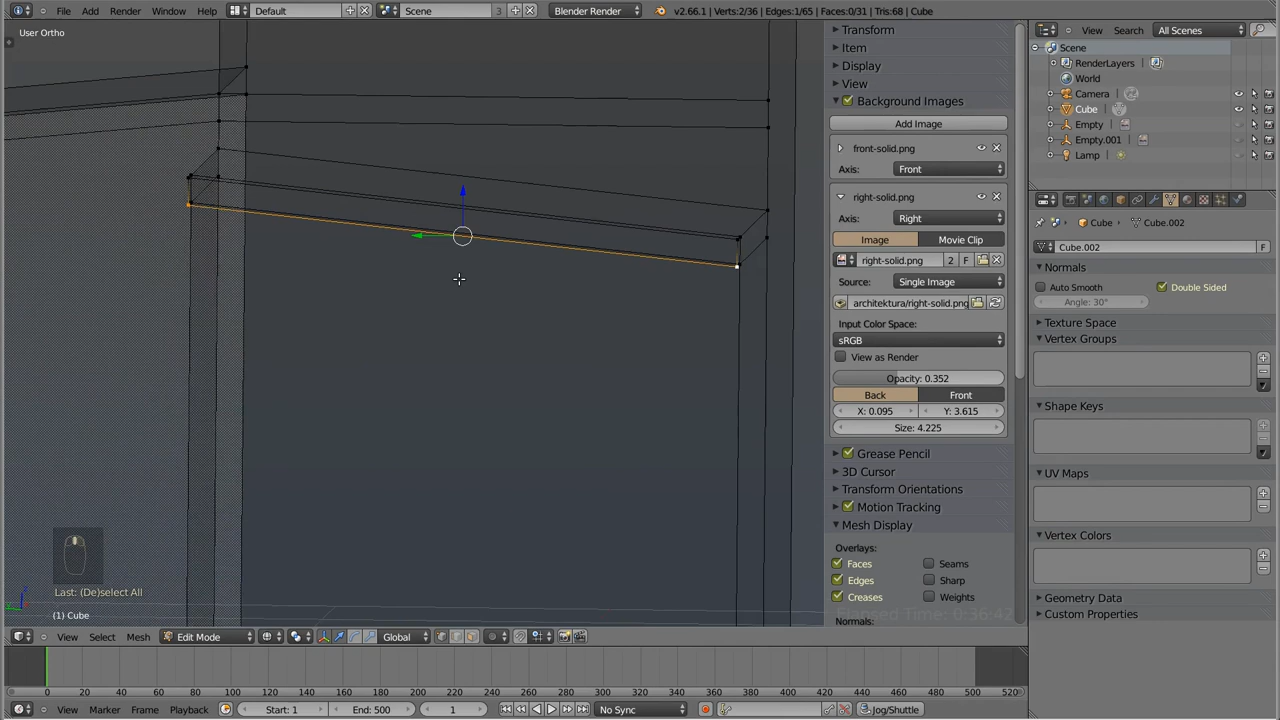 File Add Render Window Help Default Scene 3 Blender Render v2.66.1 | Verts:2/36 | Edges:1/65 | Faces:0/31 | Tris:68 | Cube
User Ortho
Transform
Item
Display
View
Background Images
Add Image
front-solid.png
Axis: Front
right-solid.png
Axis: Right
Image Movie Clip
right-solid.png 2 F
Source: Single Image
architektura/right-solid.png
Input Color Space:
sRGB
View as Render
Opacity: 0.352
Back Front
X: 0.095 Y: 3.615
Size: 4.225
Grease Pencil
3D Cursor
Transform Orientations
Motion Tracking
Mesh Display
Overlays:
Faces Seams
Edges Sharp
Creases Weights
Elapsed Time: 0:36:42
Normals:
Last: (De)select All
(1) Cube
View Select Mesh Edit Mode Global
0 20 40 60 80 100 120 140 160 180 200 220 240 260 280 300 320 340 360 380 400 420 440 460 480 500 520
View Marker Frame Playback Start: 1 End: 500 1 No Sync Jog/Shuttle
View Search All Scenes
Scene
RenderLayers
World
Camera
Cube
Empty
Empty.001
Lamp
Cube Cube.002
Cube.002 F
Normals
Auto Smooth Double Sided
Angle: 30°
Texture Space
Vertex Groups
Shape Keys
UV Maps
Vertex Colors
Geometry Data
Custom Properties